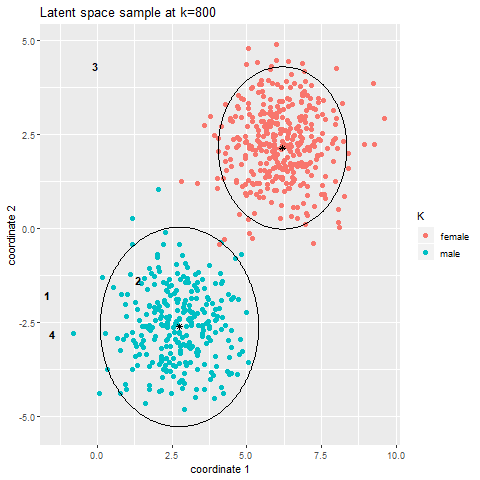 Latent space sample at k=800
5.0
3
2.5
0.0
2
1
-2.5
4
-5.0
0.0 2.5 5.0 7.5 10.0
coordinate 1
coordinate 2
K
female
male